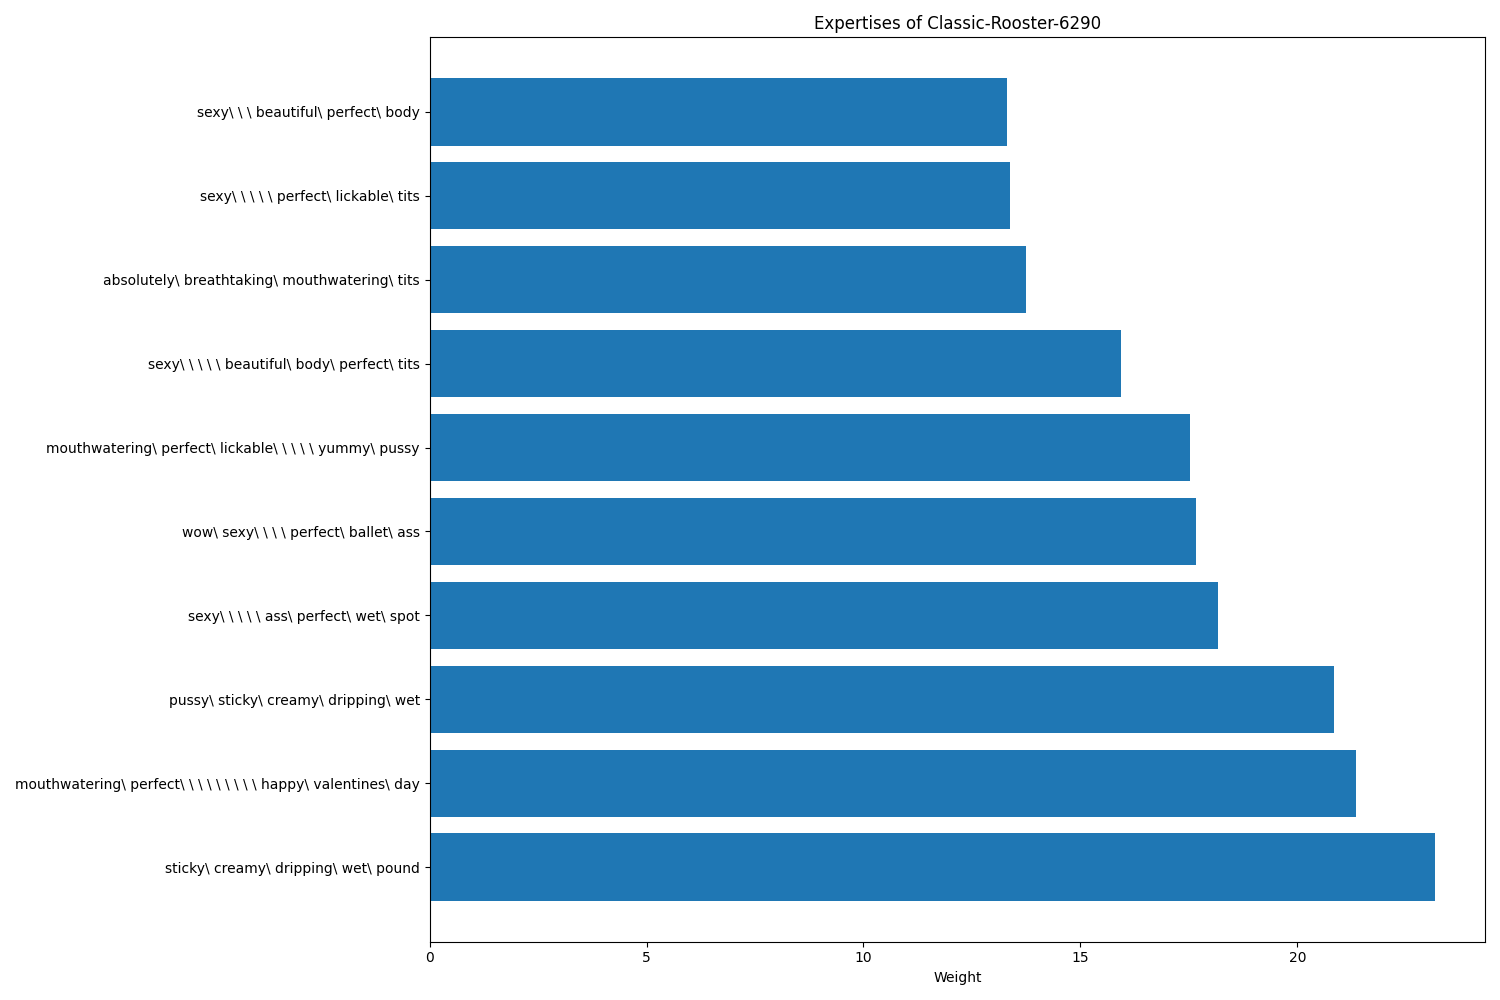 Expertises of Classic-Rooster-6290
sexy\ \ \ beautiful\ perfect\ body
sexy\ \ \ \ \ perfect\ lickable\ tits
absolutely\ breathtaking\ mouthwatering\ tits
sexy\ \ \ \ \ beautiful\ body\ perfect\ tits
mouthwatering\ perfect\ lickable\ \ \ \ \ yummy\ pussy
wow\ sexy\ \ \ \ perfect\ ballet\ ass
sexy\ \ \ \ \ ass\ perfect\ wet\ spot
pussy\ sticky\ creamy\ dripping\ wet
mouthwatering\ perfect\ \ \ \ \ \ \ \ \ happy\ valentines\ day
sticky\ creamy\ dripping\ wet\ pound
0 5 10 15 20
Weight